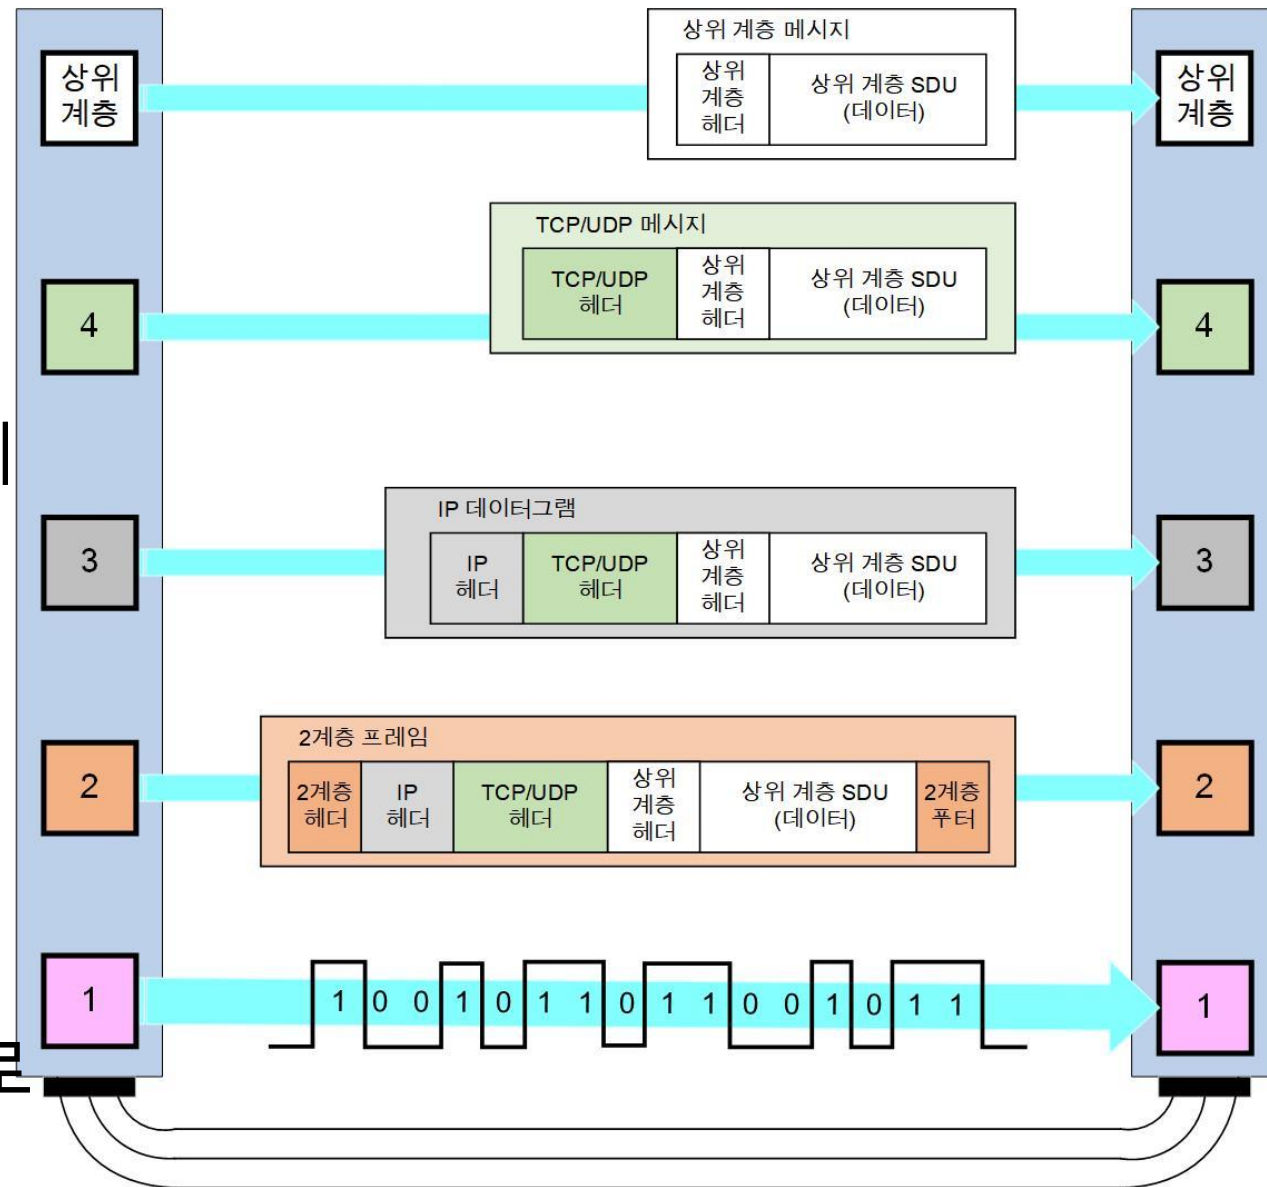 상위 계층 메시지
상위
계층
상위
계층
헤더
상위 계층 SDU
(데이터)
상위
계층
TCP/UDP 메시지
4
TCP/UDP
헤더
상위
계층
헤더
상위 계층 SDU
(데이터)
4
IP 데이터그램
3
IP
헤더
TCP/UDP
헤더
상위
계층
헤더
상위 계층 SDU
(데이터)
3
2계층 프레임
2
2계층
헤더
IP
헤더
TCP/UDP
헤더
상위
계층
헤더
상위 계층 SDU
(데이터)
2계층
푸터
2
1
1 0 0 1 0 1 1 0 1 1 0 0 1 0 1 1
1